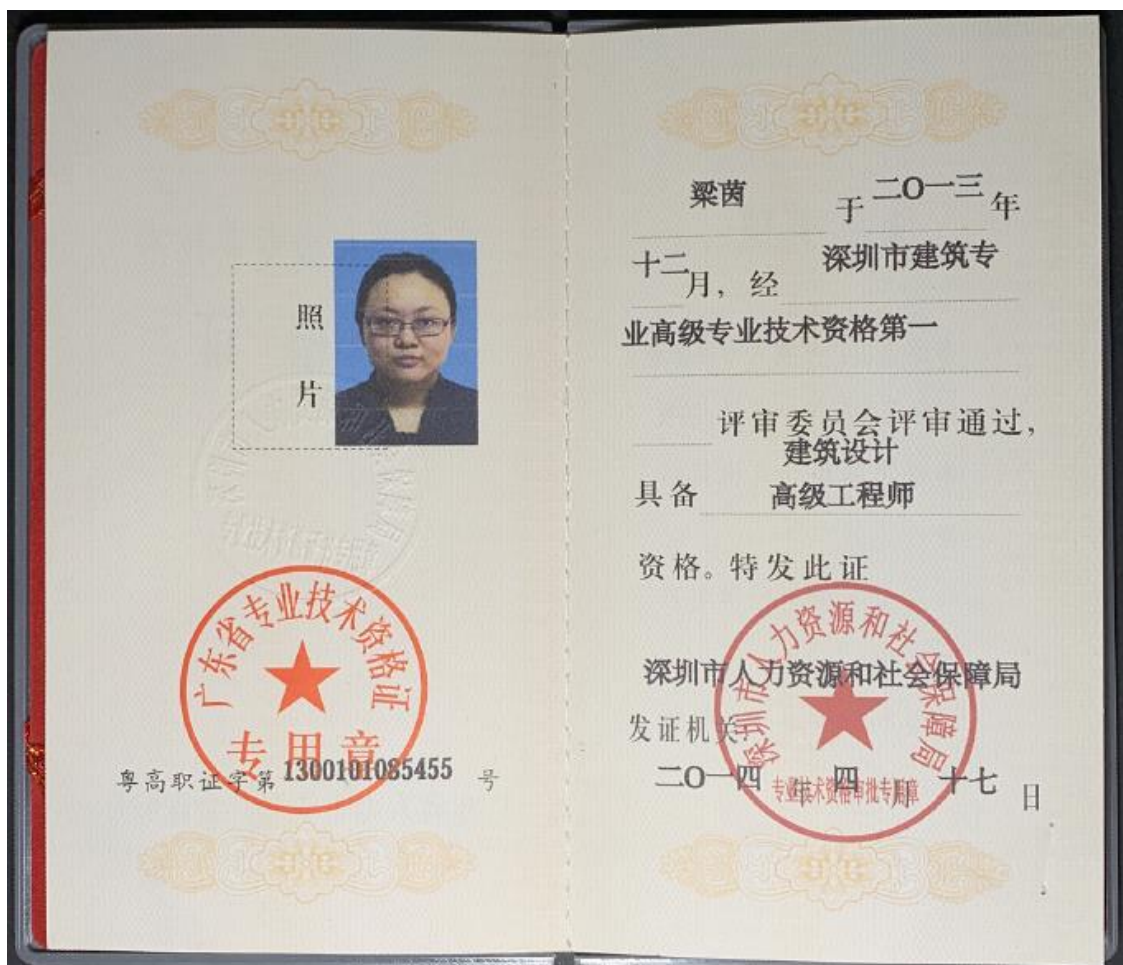 照
片
广东省专业技术资格证
专用章
粤高职证字第 1300101085455 号
梁茵 于 二O一三 年
十二 月，经 深圳市建筑专
业高级专业技术资格第一
评审委员会评审通过，
建筑设计
具备 高级工程师
资格。特发此证
深圳市人力资源和社会保障局
深圳市人力资源和社会保障局
发证机关：
二O一四 年 四 月 十七 日
专业技术资格审批专用章